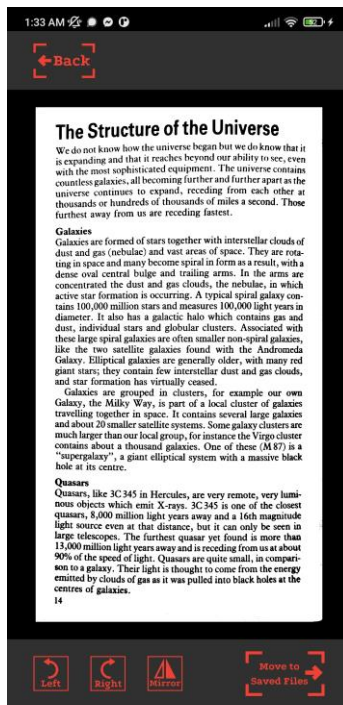 1:33 AM
Back
The Structure of the Universe
We do not know how the universe began but we do know that it
is expanding and that it reaches beyond our ability to see, even
with the most sophisticated equipment. The universe contains
countless galaxies, all becoming further and further apart as the
universe continues to expand, receding from each other at
thousands or hundreds of thousands of miles a second. Those
furthest away from us are receding fastest.
Galaxies
Galaxies are formed of stars together with interstellar clouds of
dust and gas (nebulae) and vast areas of space. They are rota-
ting in space and many become spiral in form as a result, with a
dense oval central bulge and trailing arms. In the arms are
concentrated the dust and gas clouds, the nebulae, in which
active star formation is occurring. A typical spiral galaxy con-
tains 100,000 million stars and measures 100,000 light years in
diameter. It also has a galactic halo which contains gas and
dust, individual stars and globular clusters. Associated with
these large spiral galaxies are often smaller non-spiral galaxies,
like the two satellite galaxies found with the Andromeda
Galaxy. Elliptical galaxies are generally older, with many red
giant stars; they contain few interstellar dust and gas clouds,
and star formation has virtually ceased.
Galaxies are grouped in clusters, for example our own
Galaxy, the Milky Way, is part of a local cluster of galaxies
travelling together in space. It contains several large galaxies
and about 20 smaller satellite systems. Some galaxy clusters are
much larger than our local group, for instance the Virgo cluster
contains about a thousand galaxies. One of these (M 87) is a
"supergalaxy", a giant elliptical system with a massive black
hole at its centre.
Quasars
Quasars, like 3C 345 in Hercules, are very remote, very lumi-
nous objects which emit X-rays. 3C 345 is one of the closest
quasars, 8,000 million light years away and a 16th magnitude
light source even at that distance, but it can only be seen in
large telescopes. The furthest quasar yet found is more than
13,000 million light years away and is receding from us at about
90% of the speed of light. Quasars are quite small, in compari-
son to a galaxy. Their light is thought to come from the energy
emitted by clouds of gas as it was pulled into black holes at the
centres of galaxies.
14
Left
Right
Mirror
Move to
Saved Files